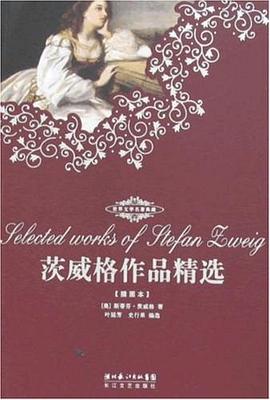 世界文学名著典藏
Selected works of Stefan Zweig
茨威格作品精选
【插图本】
[奥] 斯蒂芬·茨威格 著
叶廷芳 史行果 编选
湖北长江出版集团
长江文艺出版社